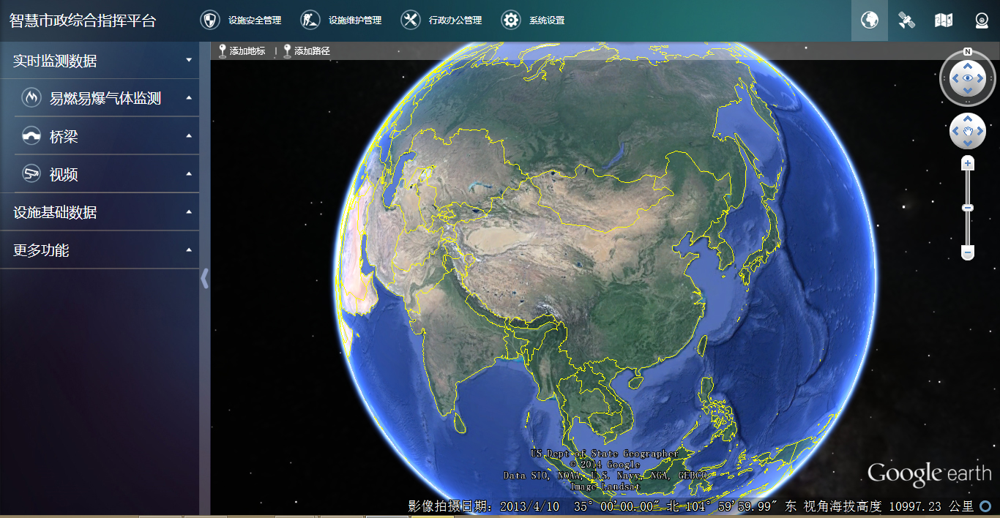 智慧市政综合指挥平台
设施安全管理
设施维护管理
行政办公管理
系统设置
添加地标 | 添加路径
实时监测数据
易燃易爆气体监测
桥梁
视频
设施基础数据
更多功能
N
US Dept of State Geographer
© 2014 Google
Data SIO, NOAA, U.S. Navy, NGA, GEBCO
Image Landsat
Google earth
影像拍摄日期: 2013/4/10 35° 00'00.00" 北 104° 59'59.99" 东 视角海拔高度 10997.23 公里